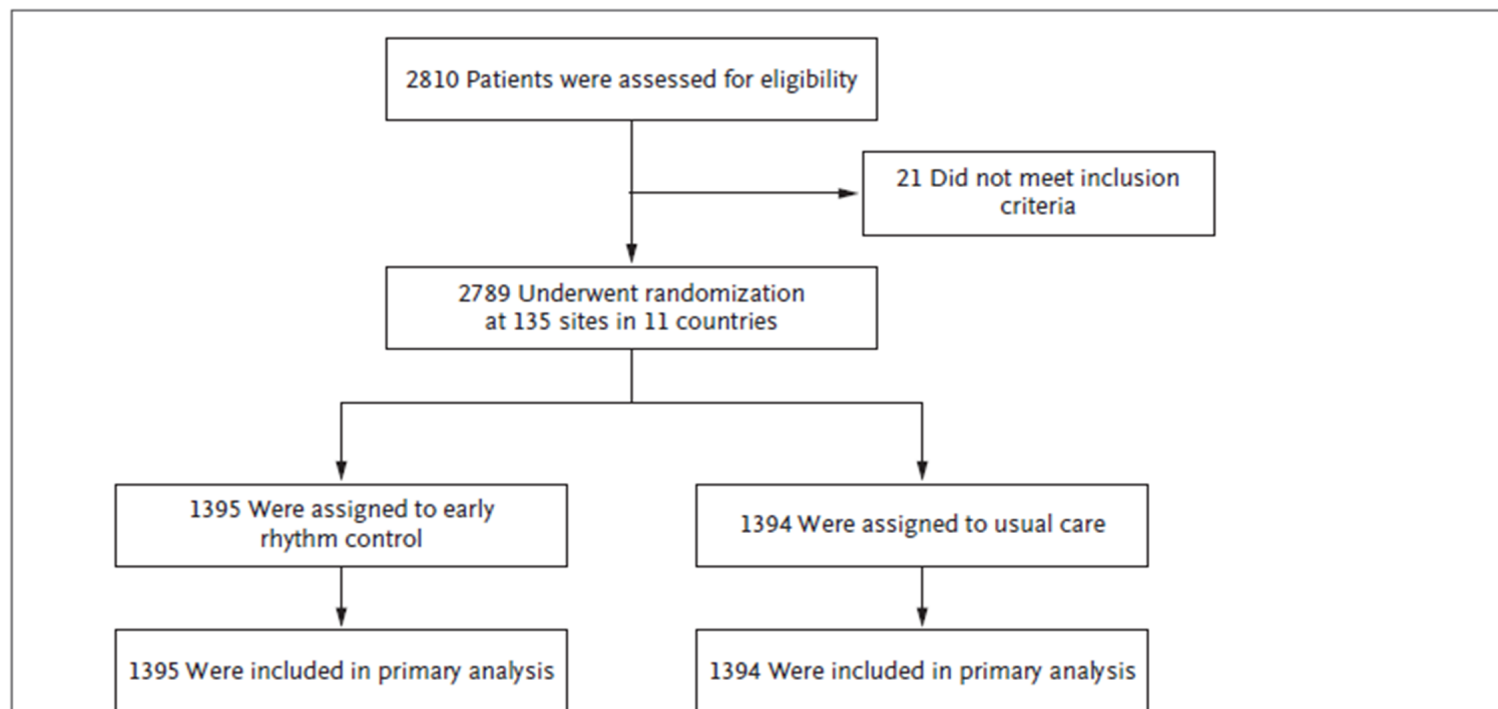 2810 Patients were assessed for eligibility
21 Did not meet inclusion
criteria
2789 Underwent randomization
at 135 sites in 11 countries
1395 Were assigned to early
rhythm control
1394 Were assigned to usual care
1395 Were included in primary analysis
1394 Were included in primary analysis